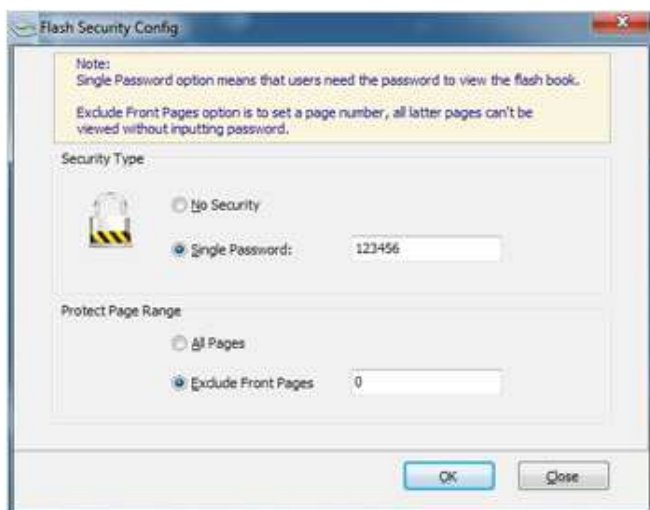 Flash Security Config
Note:
Single Password option means that users need the password to view the flash book.
Exclude Front Pages option is to set a page number, all latter pages can't be
viewed without inputting password.
Security Type
No Security
Single Password:
123456
Protect Page Range
All Pages
Exclude Front Pages
0
OK
Close